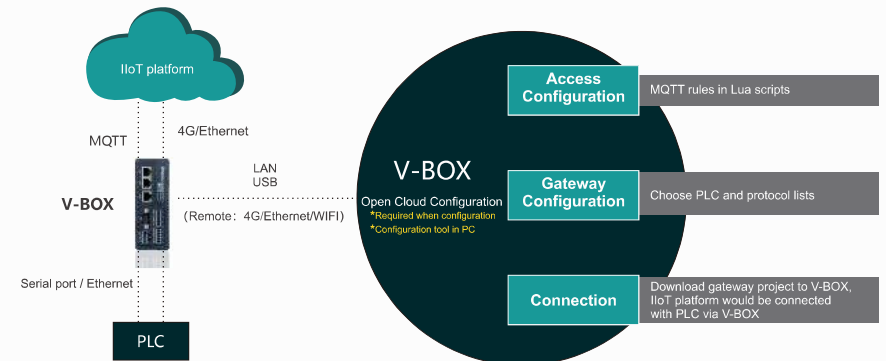 IIoT platform
MQTT
4G/Ethernet
V-BOX
LAN
USB
(Remote: 4G/Ethernet/WIFI)
Serial port / Ethernet
PLC
V-BOX
Open Cloud Configuration
*Required when configuration
*Configuration tool in PC
Access
Configuration
MQTT rules in Lua scripts
Gateway
Configuration
Choose PLC and protocol lists
Connection
Download gateway project to V-BOX,
IIoT platform would be connected
with PLC via V-BOX